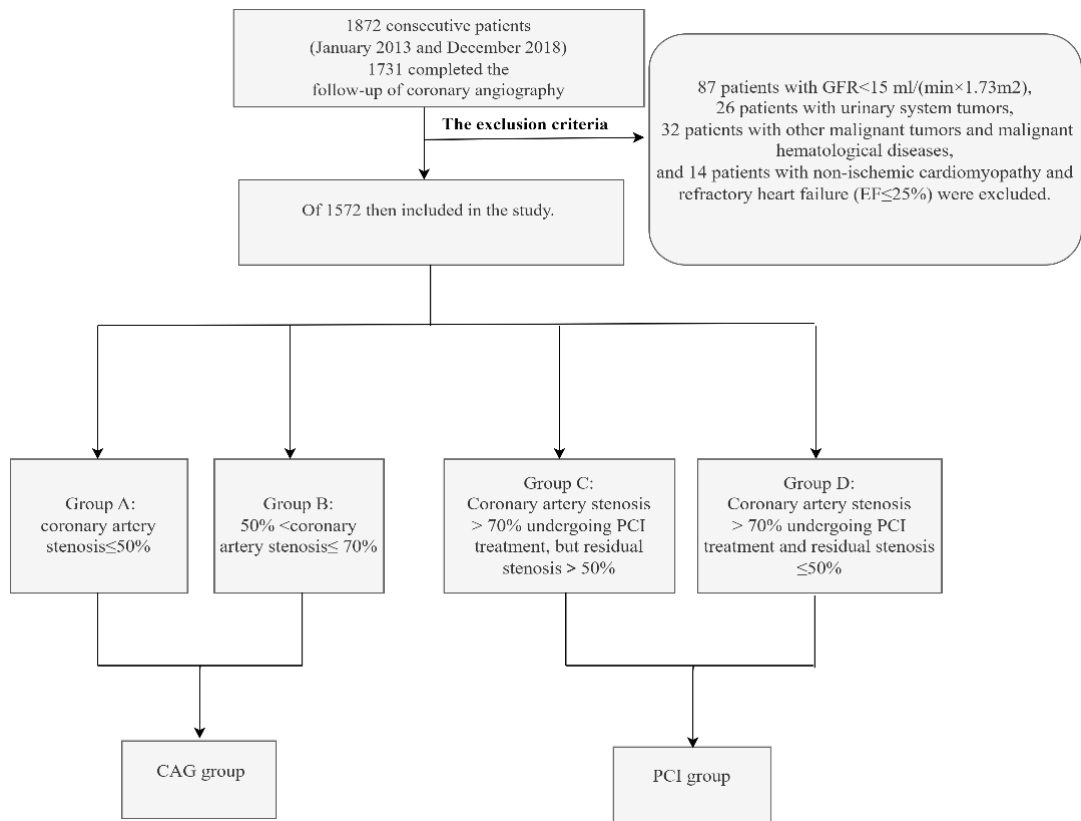 1872 consecutive patients
(January 2013 and December 2018)
1731 completed the
follow-up of coronary angiography
The exclusion criteria
87 patients with GFR<15 ml/(min×1.73m2),
26 patients with urinary system tumors,
32 patients with other malignant tumors and malignant
hematological diseases,
and 14 patients with non-ischemic cardiomyopathy and
refractory heart failure (EF≤25%) were excluded.
Of 1572 then included in the study.
Group A:
coronary artery
stenosis≤50%
Group B:
50% <coronary
artery stenosis≤ 70%
Group C:
Coronary artery stenosis
> 70% undergoing PCI
treatment, but residual
stenosis > 50%
Group D:
Coronary artery stenosis
> 70% undergoing PCI
treatment and residual stenosis
≤50%
CAG group
PCI group